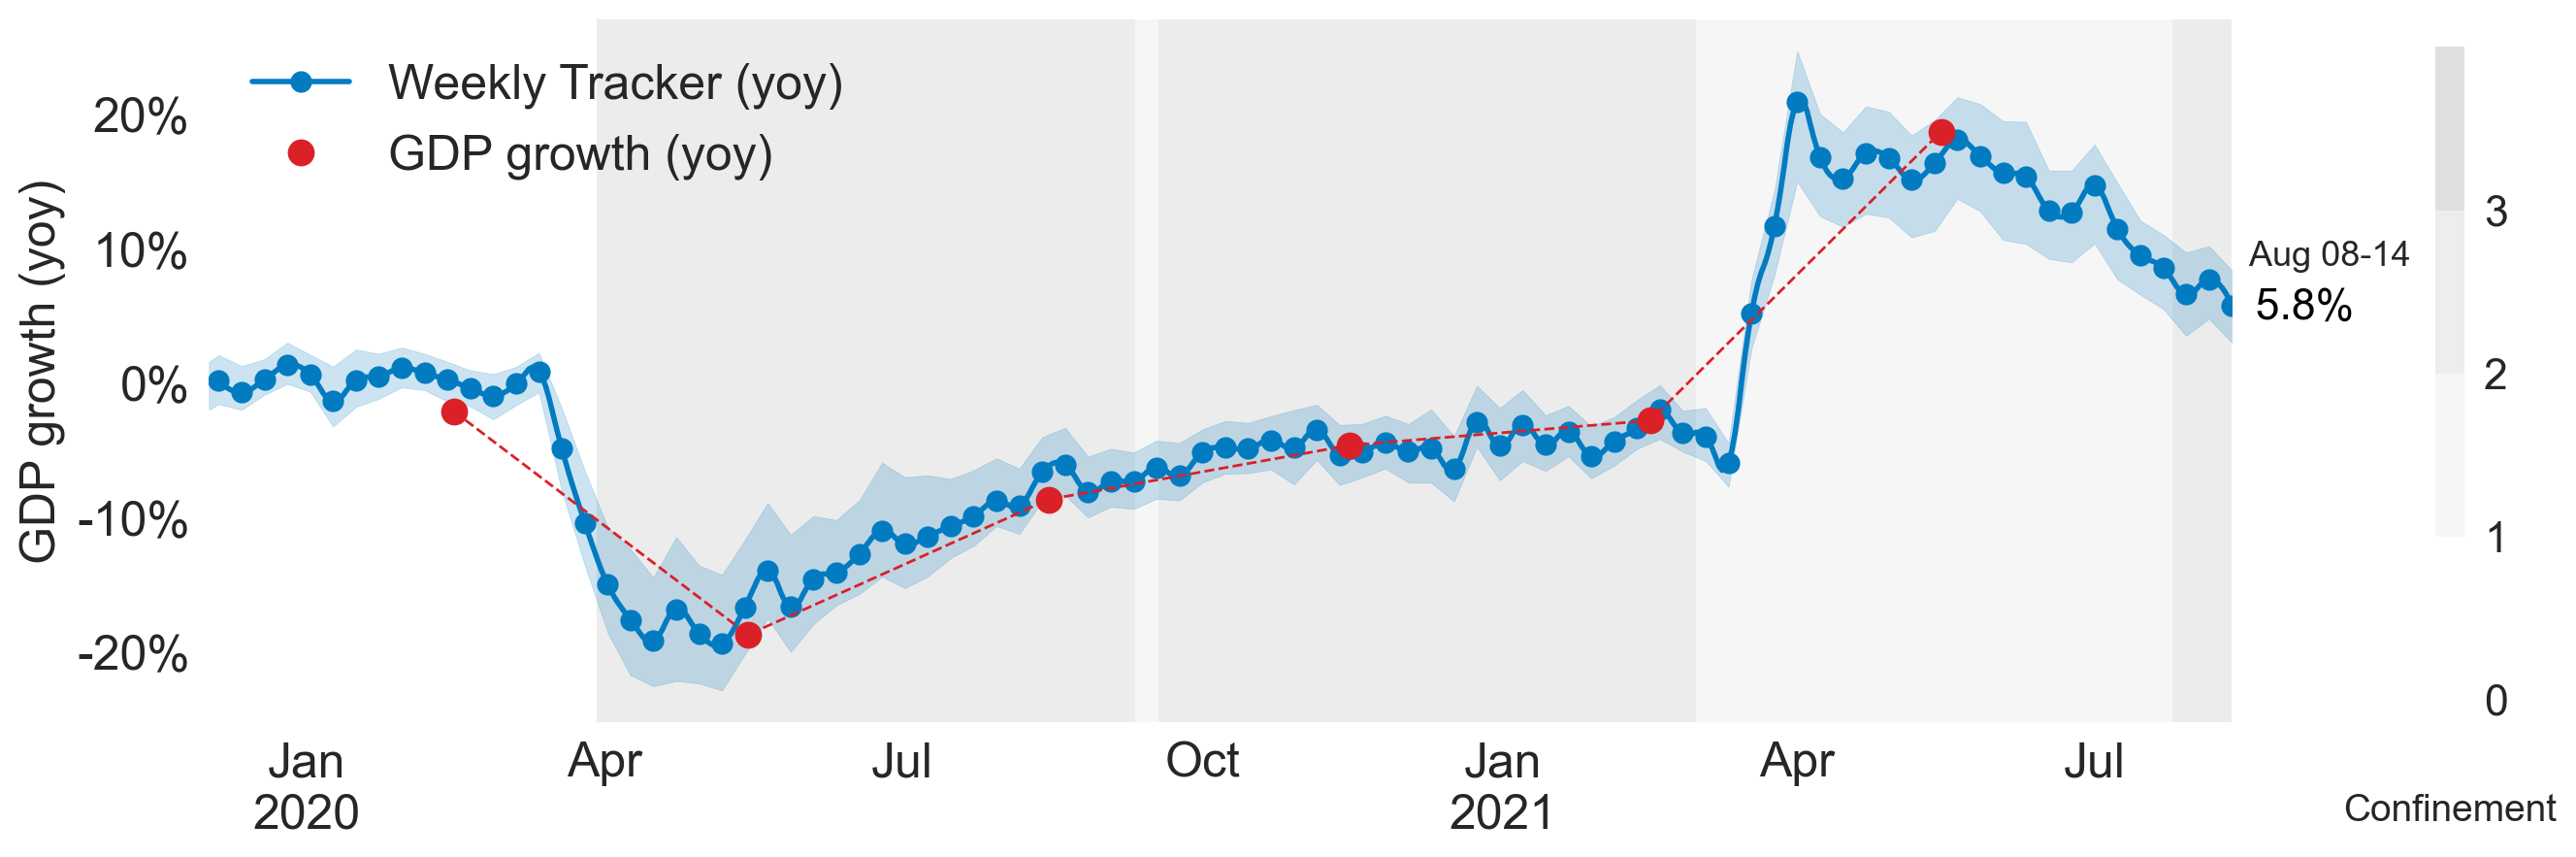 Weekly Tracker (yoy)
GDP growth (yoy)
GDP growth (yoy)
20%
10%
0%
-10%
-20%
Jan
2020
Apr
Jul
Oct
Jan
2021
Apr
Jul
Aug 08-14
5.8%
3
2
1
0
Confinement